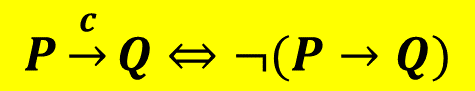 P →ᶜ Q ⇔ ¬(P → Q)